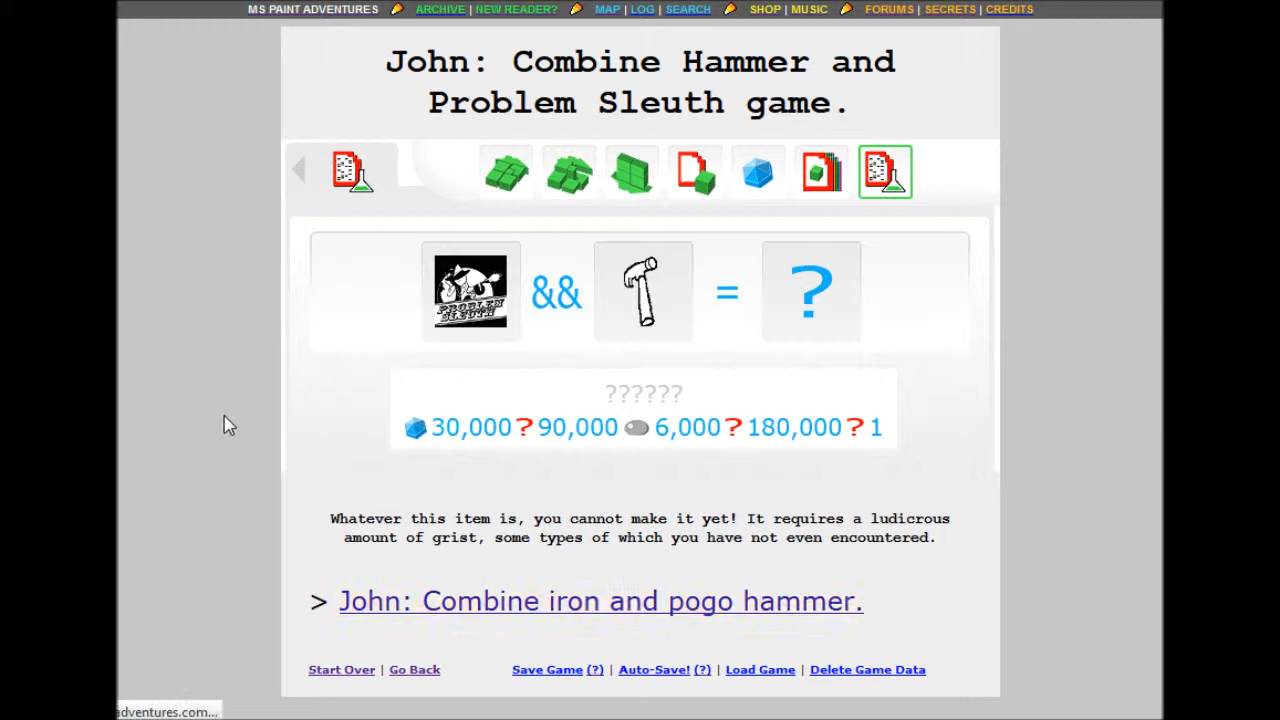 MS PAINT ADVENTURES ARCHIVE | NEW READER? MAP | LOG | SEARCH SHOP | MUSIC FORUMS | SECRETS | CREDITS
John: Combine Hammer and
Problem Sleuth game.
PROBLEM
SLEUTH
&& = ?
??????
30,000 ? 90,000 6,000 ? 180,000 ? 1
Whatever this item is, you cannot make it yet! It requires a ludicrous
amount of grist, some types of which you have not even encountered.
> John: Combine iron and pogo hammer.
Start Over | Go Back Save Game (?) | Auto-Save! (?) | Load Game | Delete Game Data
adventures.com...